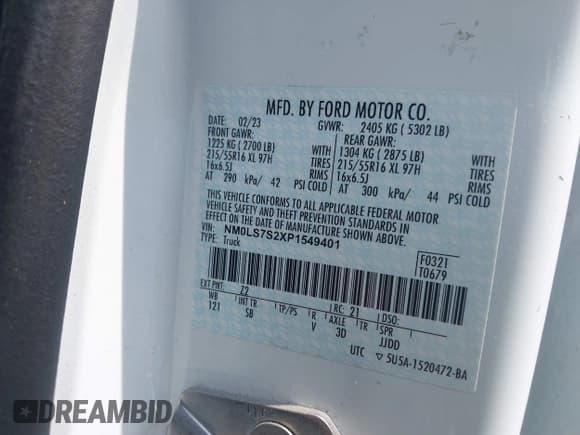 MFD. BY FORD MOTOR CO.
02/23 GVWR: 2405 KG ( 5302 LB)
FRONT GAWR: REAR GAWR:
1225 KG ( 2700 LB) WITH 1304 KG ( 2875 LB) WITH
215/55R16 XL 97H TIRES 215/55R16 XL 97H TIRES
16x6.5J RIMS 16x6.5J RIMS
AT 290 kPa/ 42 PSI COLD AT 300 kPa/ 44 PSI COLD
THIS VEHICLE CONFORMS TO ALL APPLICABLE FEDERAL MOTOR
VEHICLE SAFETY AND THEFT PREVENTION STANDARDS IN
EFFECT ON THE DATE OF MANUFACTURE SHOWN ABOVE.
VIN: NM0LS7S2XP1549401
TYPE: Truck
F0321
T0679
EXT PNT: Z2 RC: 21 DSO:
WB INT TR TP/PS R AXLE TR SPR
121 SB V 3D JJDD
UTC ▽ 5U5A-1520472-BA
DREAMBID